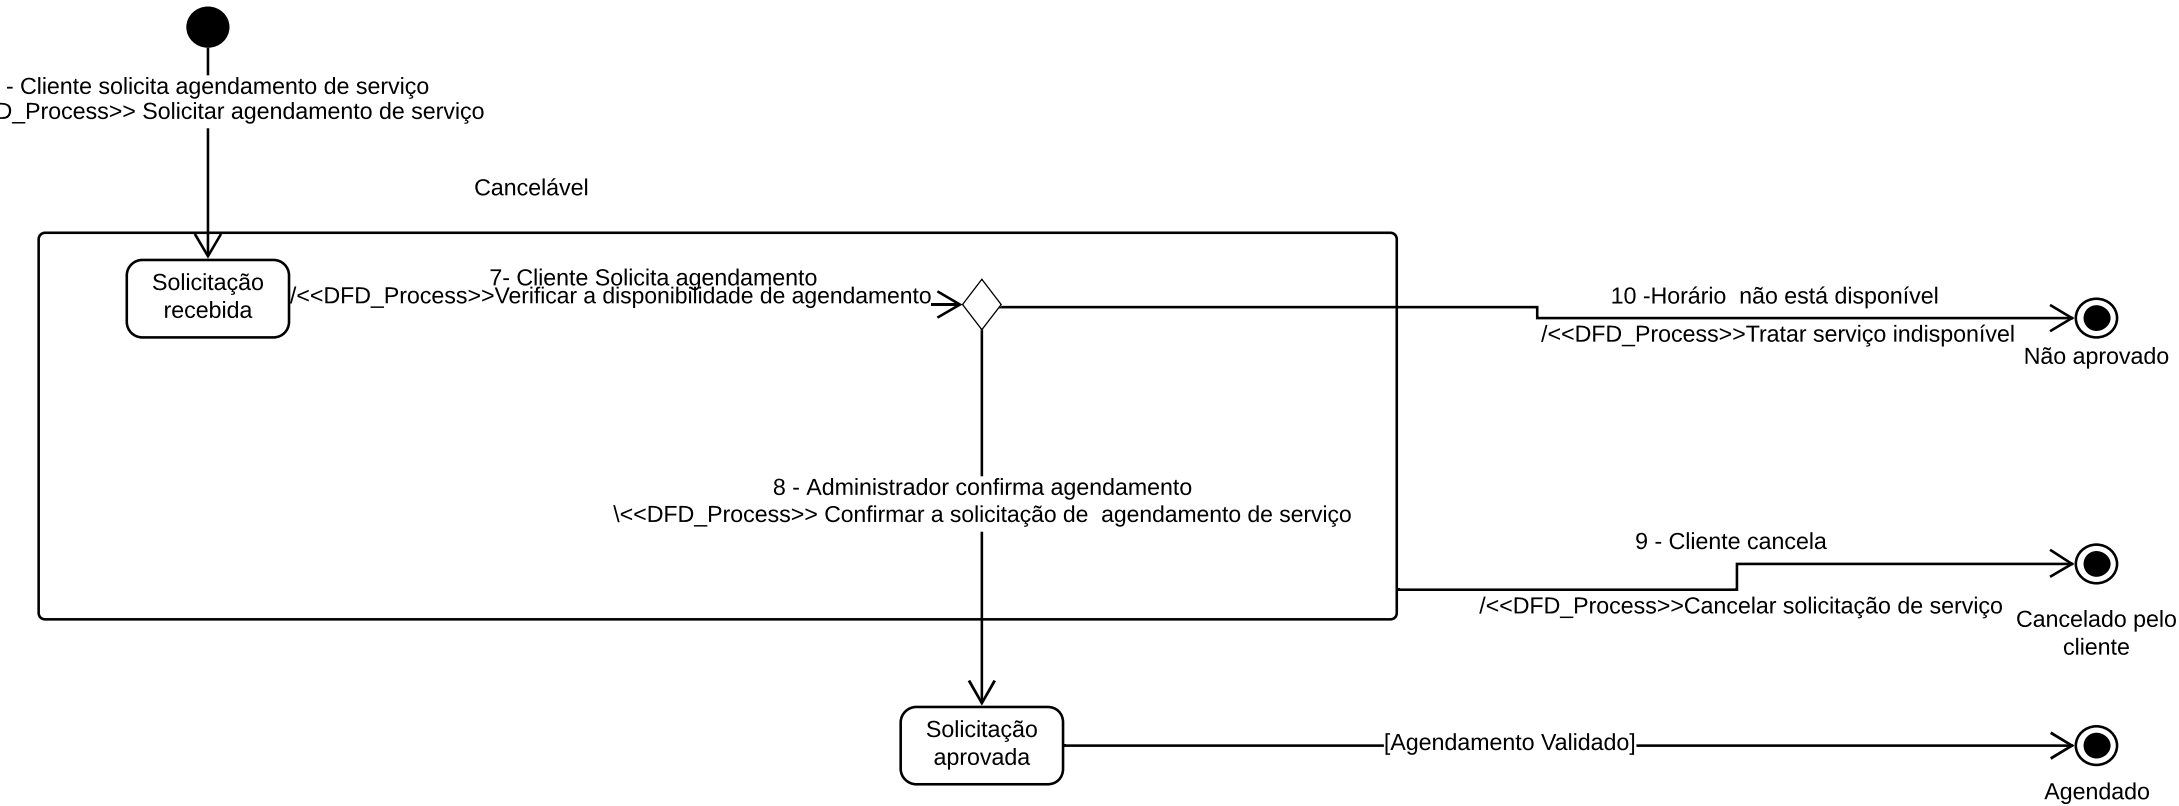 - Cliente solicita agendamento de serviço
D_Process>> Solicitar agendamento de serviço
Cancelável
Solicitação
recebida
7- Cliente Solicita agendamento
/<<DFD_Process>>Verificar a disponibilidade de agendamento
10 -Horário  não está disponível
/<<DFD_Process>>Tratar serviço indisponível
Não aprovado
8 - Administrador confirma agendamento
\<<DFD_Process>> Confirmar a solicitação de  agendamento de serviço
9 - Cliente cancela
/<<DFD_Process>>Cancelar solicitação de serviço
Cancelado pelo
cliente
Solicitação
aprovada
[Agendamento Validado]
Agendado